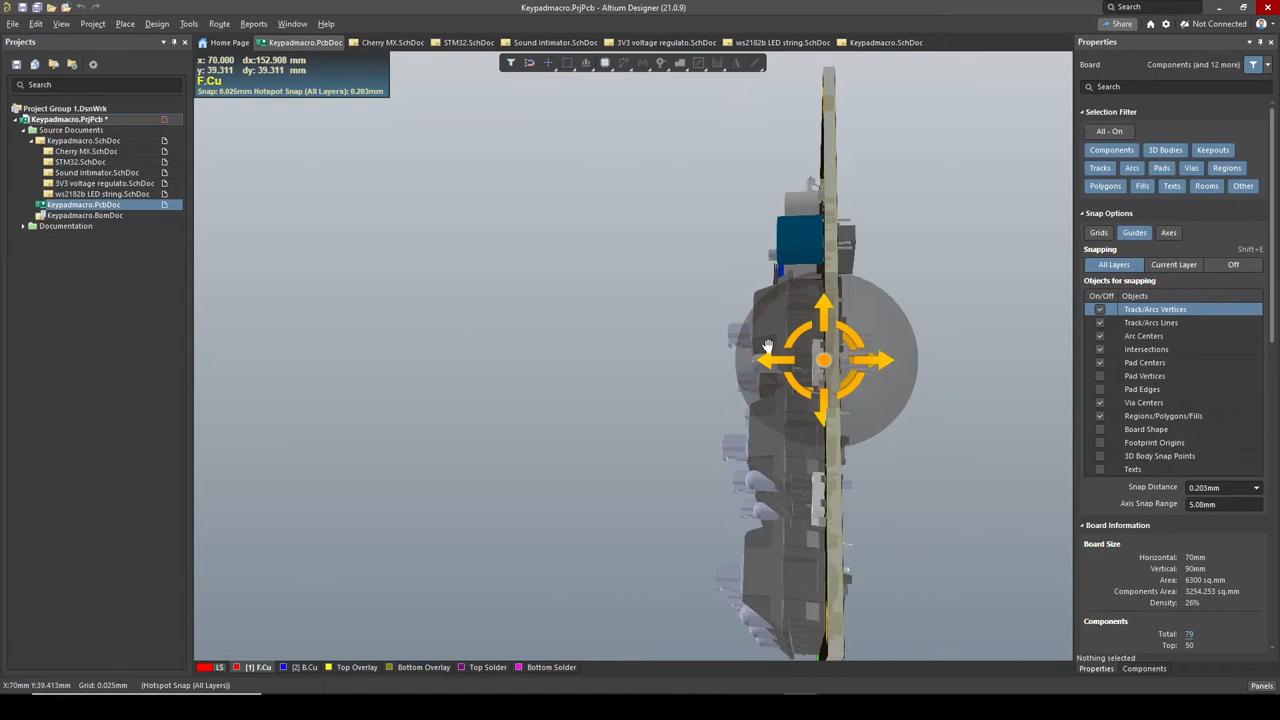 Keypadmacro.PrjPcb - Altium Designer (21.0.9)
Search
File Edit View Project Place Design Tools Route Reports Window Help
Share Not Connected
Projects
Home Page Keypadmacro.PcbDoc Cherry MX.SchDoc STM32.SchDoc Sound Intimator.SchDoc 3V3 voltage regulato.SchDoc ws2182b LED string.SchDoc Keypadmacro.SchDoc
Properties
x: 70.000 dx:152.908 mm
y: 39.311 dy: 39.311 mm
F.Cu
Snap: 0.025mm Hotspot Snap (All Layers): 0.203mm
Search
Project Group 1.DsnWrk
Keypadmacro.PrjPcb *
Source Documents
Keypadmacro.SchDoc
Cherry MX.SchDoc
STM32.SchDoc
Sound Intimator.SchDoc
3V3 voltage regulato.SchDoc
ws2182b LED string.SchDoc
Keypadmacro.PcbDoc
Keypadmacro.BomDoc
Documentation
Board Components (and 12 more)
Search
Selection Filter
All - On
Components 3D Bodies Keepouts
Tracks Arcs Pads Vias Regions
Polygons Fills Texts Rooms Other
Snap Options
Grids Guides Axes
Snapping Shift+E
All Layers Current Layer Off
Objects for snapping
On/Off Objects
Track/Arcs Vertices
Track/Arcs Lines
Arc Centers
Intersections
Pad Centers
Pad Vertices
Pad Edges
Via Centers
Regions/Polygons/Fills
Board Shape
Footprint Origins
3D Body Snap Points
Texts
Snap Distance 0.203mm
Axis Snap Range 5.08mm
Board Information
Board Size
Horizontal: 70mm
Vertical: 90mm
Area: 6300 sq.mm
Components Area: 3254.253 sq.mm
Density: 26%
Components
Total: 79
Top: 50
Nothing selected
Properties Components
LS [1] F.Cu [2] B.Cu Top Overlay Bottom Overlay Top Solder Bottom Solder
X:70mm Y:39.413mm Grid: 0.025mm (Hotspot Snap (All Layers))
Panels